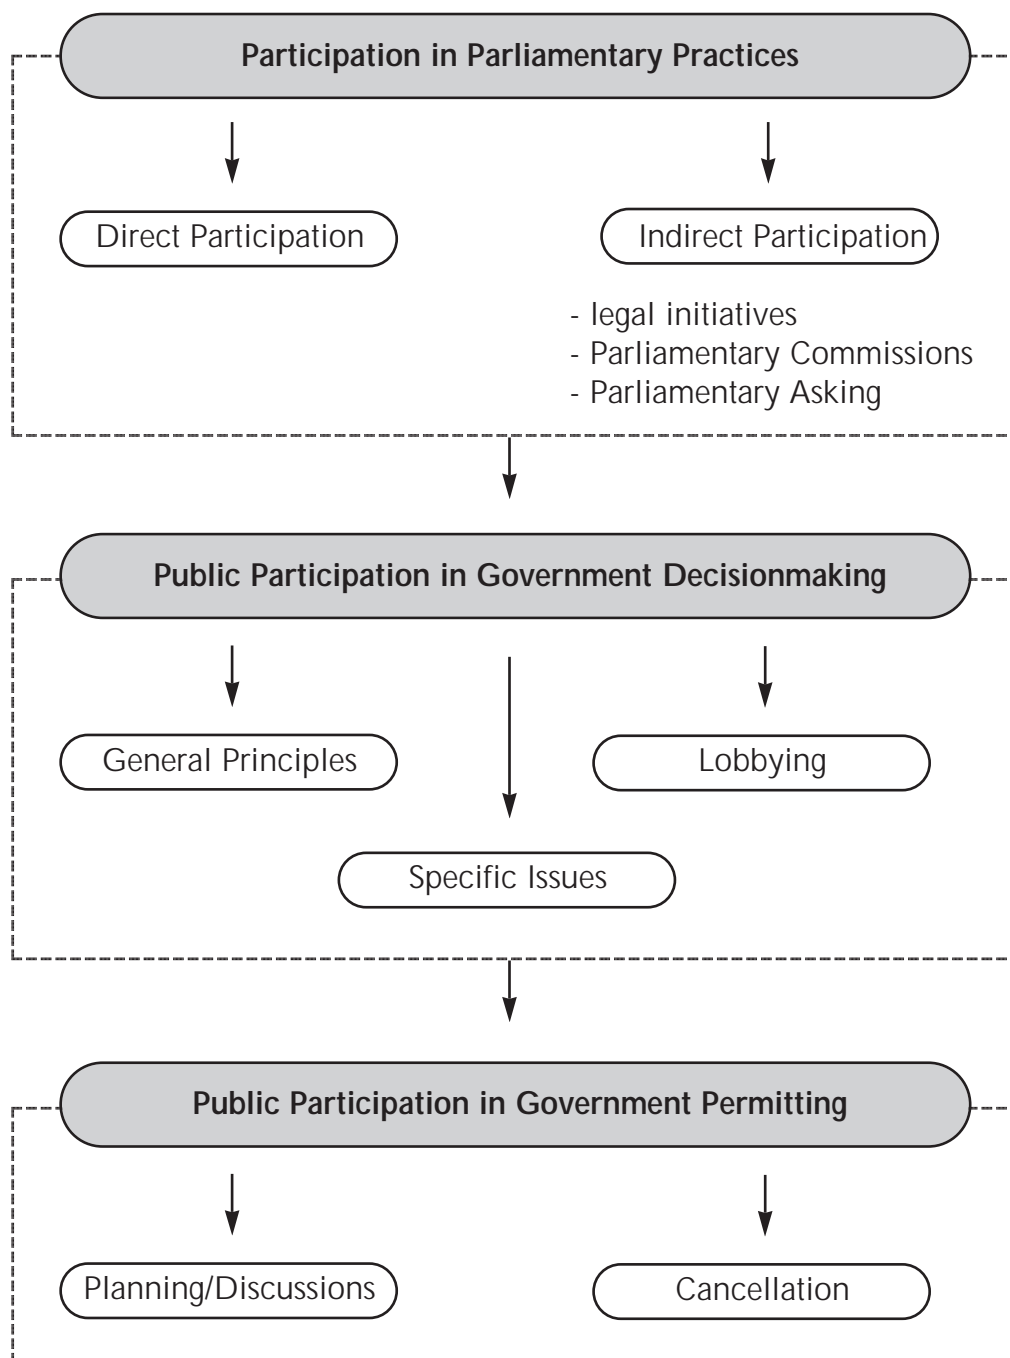 Participation in Parliamentary Practices
Direct Participation
Indirect Participation
- legal initiatives
- Parliamentary Commissions
- Parliamentary Asking
Public Participation in Government Decisionmaking
General Principles
Lobbying
Specific Issues
Public Participation in Government Permitting
Planning/Discussions
Cancellation